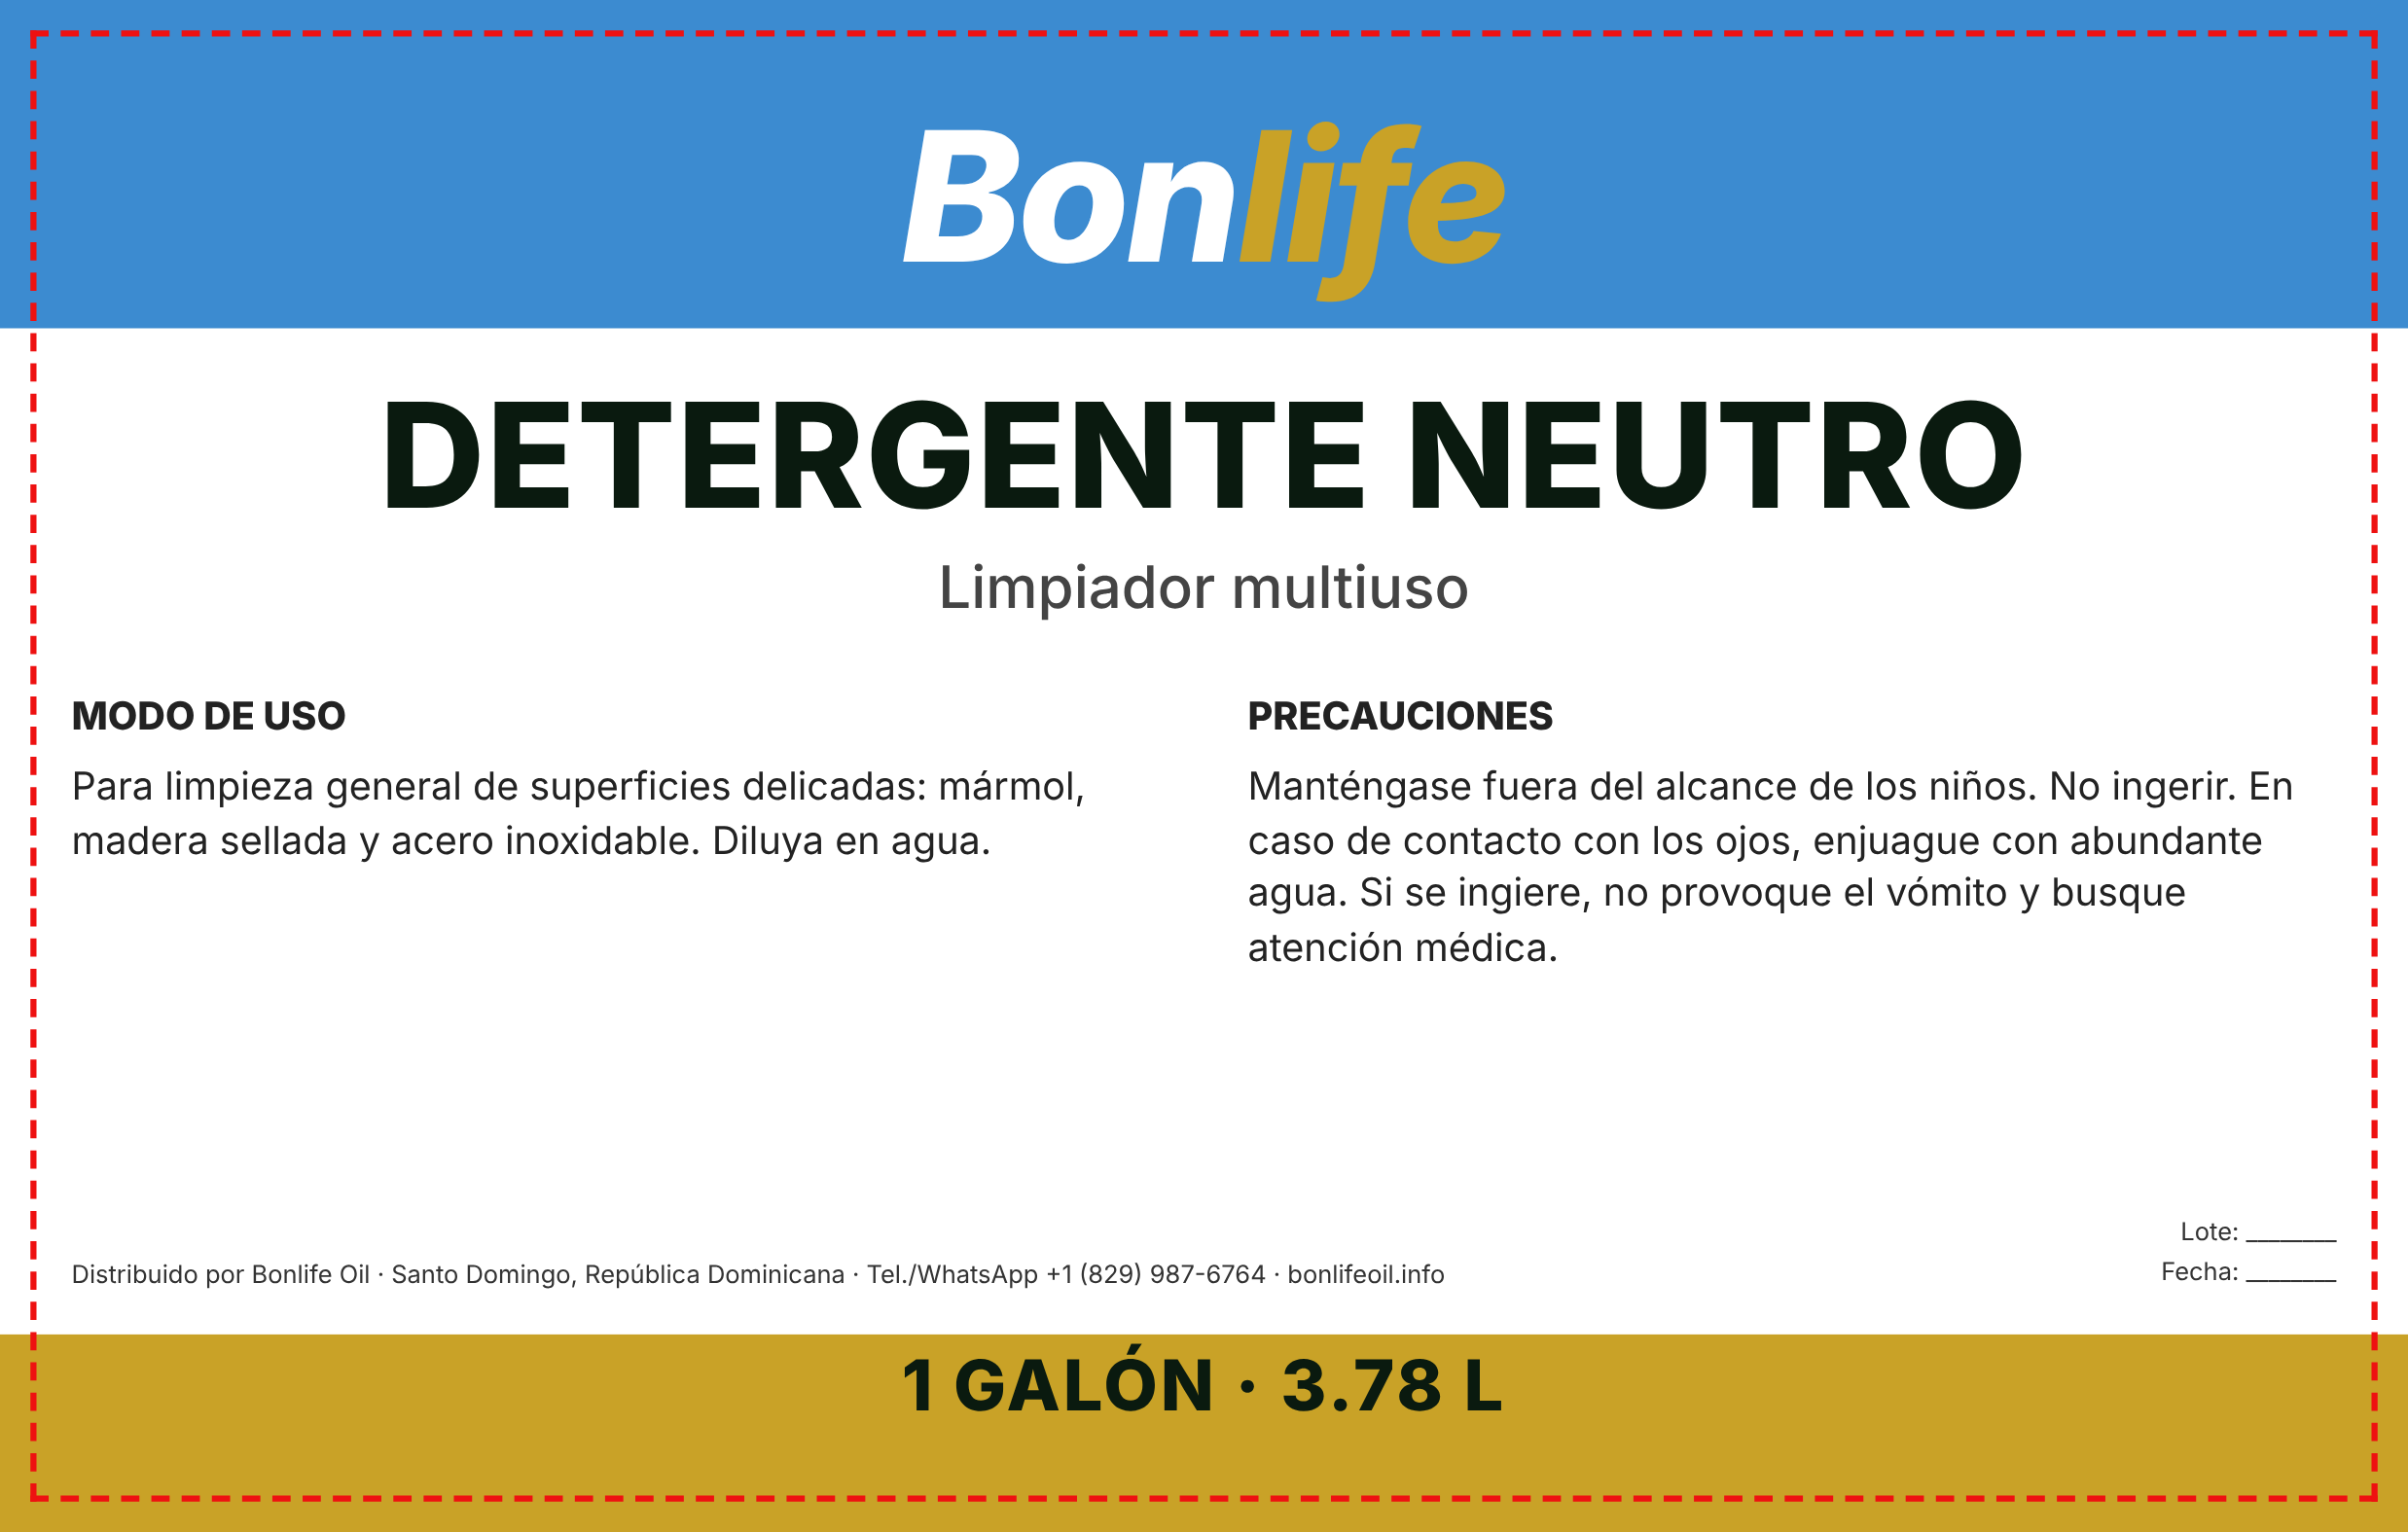 Bonlife
DETERGENTE NEUTRO
Limpiador multiuso
MODO DE USO
Para limpieza general de superficies delicadas: mármol,
madera sellada y acero inoxidable. Diluya en agua.
PRECAUCIONES
Manténgase fuera del alcance de los niños. No ingerir. En
caso de contacto con los ojos, enjuague con abundante
agua. Si se ingiere, no provoque el vómito y busque
atención médica.
Distribuido por Bonlife Oil · Santo Domingo, República Dominicana · Tel./WhatsApp +1 (829) 987-6764 · bonlifeoil.info
Lote: ________
Fecha: ________
1 GALÓN · 3.78 L